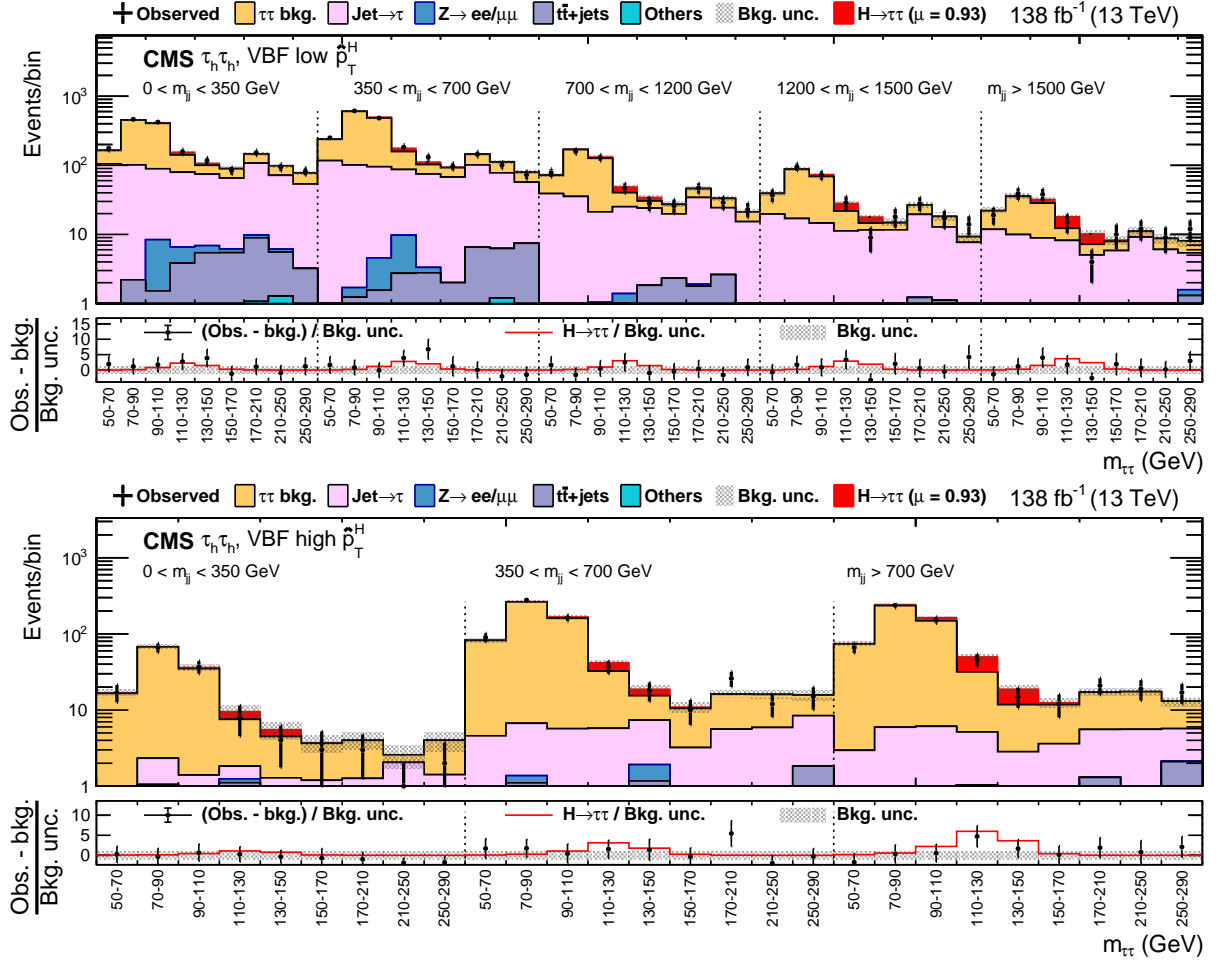 Observed ττ bkg. Jet→τ Z→ ee/μμ tt̄+jets Others Bkg. unc. H→ττ (μ = 0.93) 138 fb⁻¹ (13 TeV)
CMS τhτh, VBF low p̂TH
0 < mjj < 350 GeV 350 < mjj < 700 GeV 700 < mjj < 1200 GeV 1200 < mjj < 1500 GeV mjj > 1500 GeV
Events/bin
10³
10²
10
1
(Obs. - bkg.) / Bkg. unc. H→ττ / Bkg. unc. Bkg. unc.
Obs. - bkg.
Bkg. unc.
15
10
5
0
50-70 70-90 90-110 110-130 130-150 150-170 170-210 210-250 250-290 50-70 70-90 90-110 110-130 130-150 150-170 170-210 210-250 250-290 50-70 70-90 90-110 110-130 130-150 150-170 170-210 210-250 250-290 50-70 70-90 90-110 110-130 130-150 150-170 170-210 210-250 250-290 50-70 70-90 90-110 110-130 130-150 150-170 170-210 210-250 250-290
mττ (GeV)
Observed ττ bkg. Jet→τ Z→ ee/μμ tt̄+jets Others Bkg. unc. H→ττ (μ = 0.93) 138 fb⁻¹ (13 TeV)
CMS τhτh, VBF high p̂TH
0 < mjj < 350 GeV 350 < mjj < 700 GeV mjj > 700 GeV
Events/bin
10³
10²
10
1
(Obs. - bkg.) / Bkg. unc. H→ττ / Bkg. unc. Bkg. unc.
Obs. - bkg.
Bkg. unc.
10
5
0
50-70 70-90 90-110 110-130 130-150 150-170 170-210 210-250 250-290 50-70 70-90 90-110 110-130 130-150 150-170 170-210 210-250 250-290 50-70 70-90 90-110 110-130 130-150 150-170 170-210 210-250 250-290
mττ (GeV)